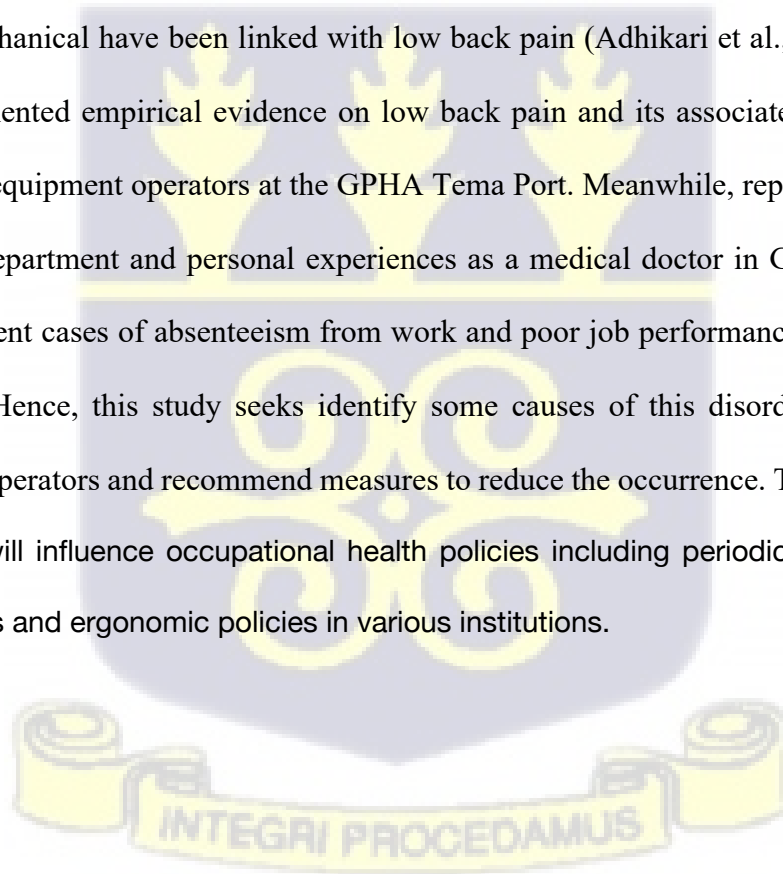 hanical have been linked with low back pain (Adhikari et al.,
ented empirical evidence on low back pain and its associate
equipment operators at the GPHA Tema Port. Meanwhile, rep
epartment and personal experiences as a medical doctor in
ent cases of absenteeism from work and poor job performanc
Hence, this study seeks identify some causes of this disord
perators and recommend measures to reduce the occurrence.
ill influence occupational health policies including periodic
s and ergonomic policies in various institutions.
INTEGRI PROCEDAMUS